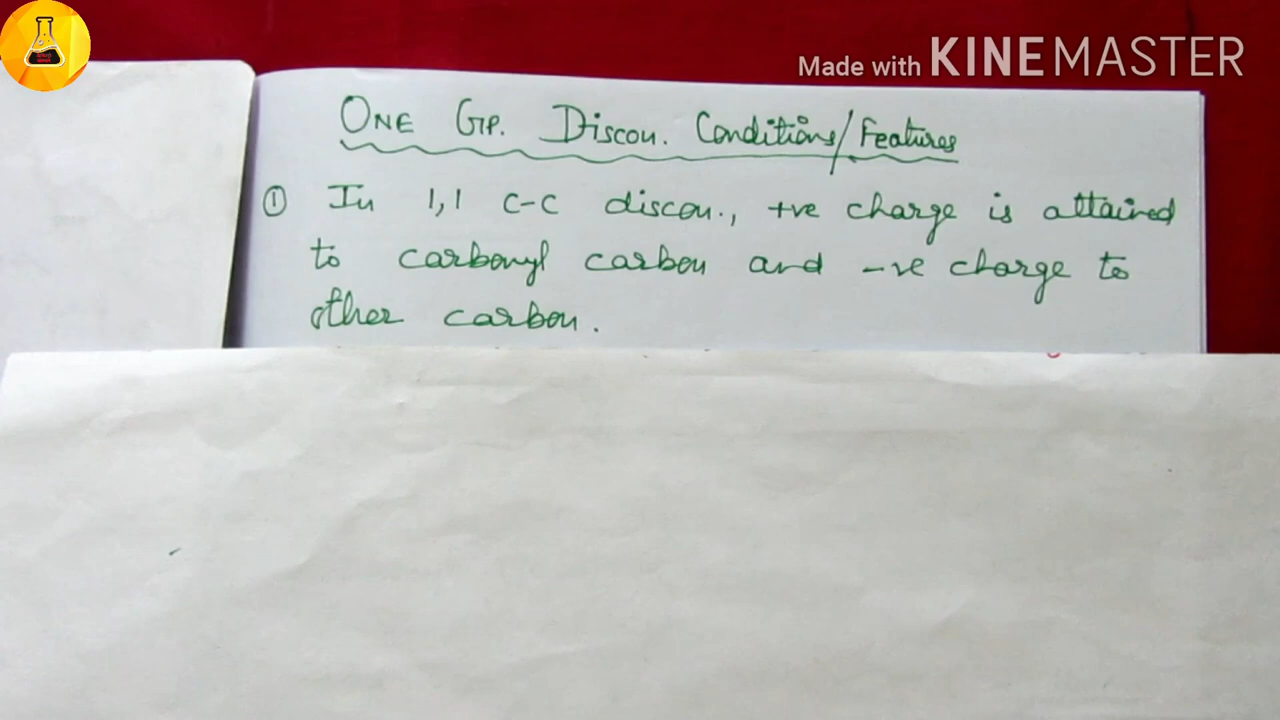 Made with KINEMASTER
ONE GP. Discon. Conditions/Features
① In 1,1 C-C discon., +ve charge is attained
to carbonyl carbon and -ve charge to
other carbon.